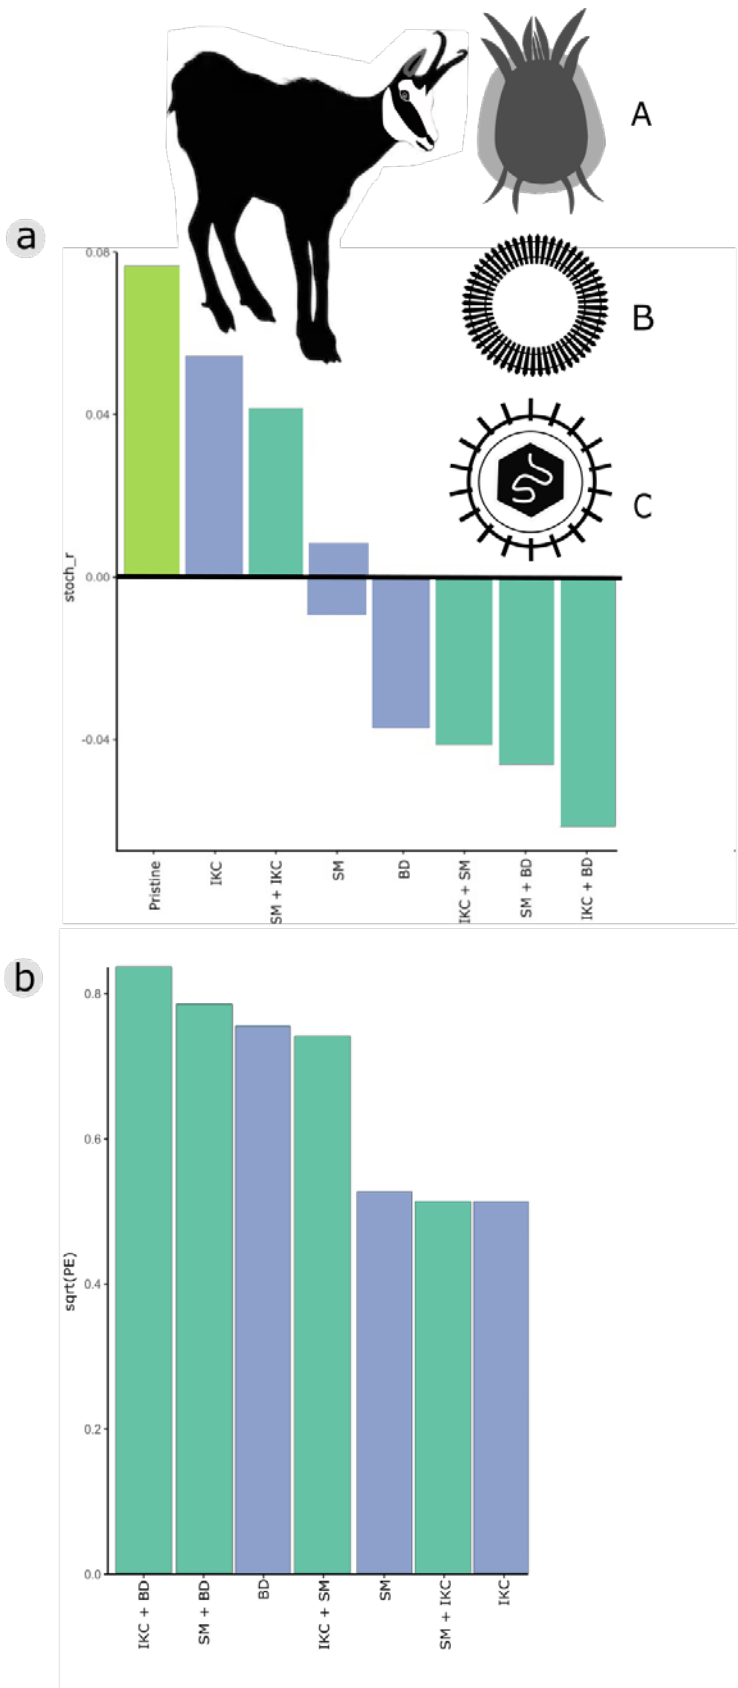 A
a
0.08
B
0.04
C
0.00
stoch_r
-0.04
Pristine
IKC
SM + IKC
SM
BD
IKC + SM
SM + BD
IKC + BD
b
0.8
0.6
0.4
sqrt(PE)
0.2
0.0
IKC + BD
SM + BD
BD
IKC + SM
SM
SM + IKC
IKC